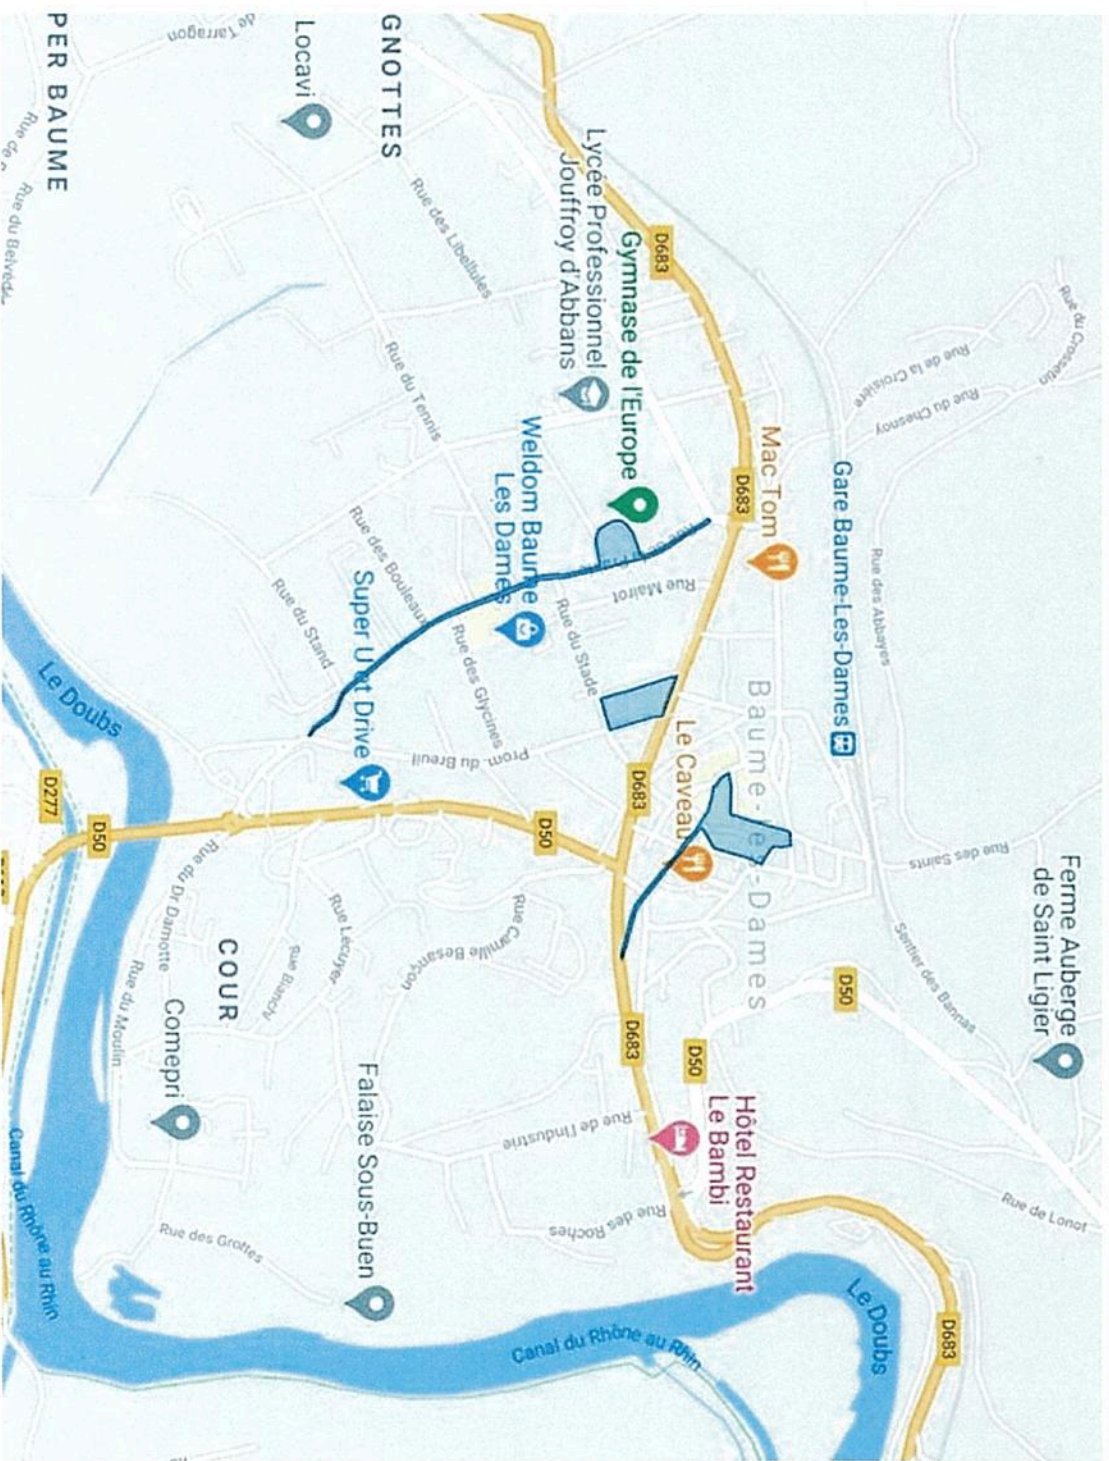 Rue du Crossetin
Ferme Auberge
de Saint Ligier
Rue de Lonot
Rue de la Croisière
Rue du Chesnoy
Rue des Saints
Sentier des Bannas
D683
Rue des Abbayes
Le Doubs
Gare Baume-Les-Dames
D50
Mac Tom
Baume-les-Dames
D683
Hôtel Restaurant
Le Bambi
D50
Le Caveau
D683
Rue Mairot
D683
D683
Gymnase de l'Europe
Rue des Roches
Rue de l'Industrie
Canal du Rhône au Rhin
Lycée Professionnel
Jouffroy d'Abbans
Rue du Stade
D50
Weldom Baume
Les Dames
Rue Camille Besançon
Rue des Libellules
Rue des Glycines
Prom. du Breuil
Rue du Tennis
GNOTTES
Rue des Bouleaux
Super U et Drive
Falaise Sous-Buen
Rue Lecuyer
Rue Bianchy
Rue du Stand
Locavi
COUR
Rue du Dr Damotte
Rue des Grottes
Comepri
Rue du Moulin
de Tarragon
D50
Le Doubs
D277
PER BAUME
Rue de
Rue du Belvédè
Canal du Rhône au Rhin